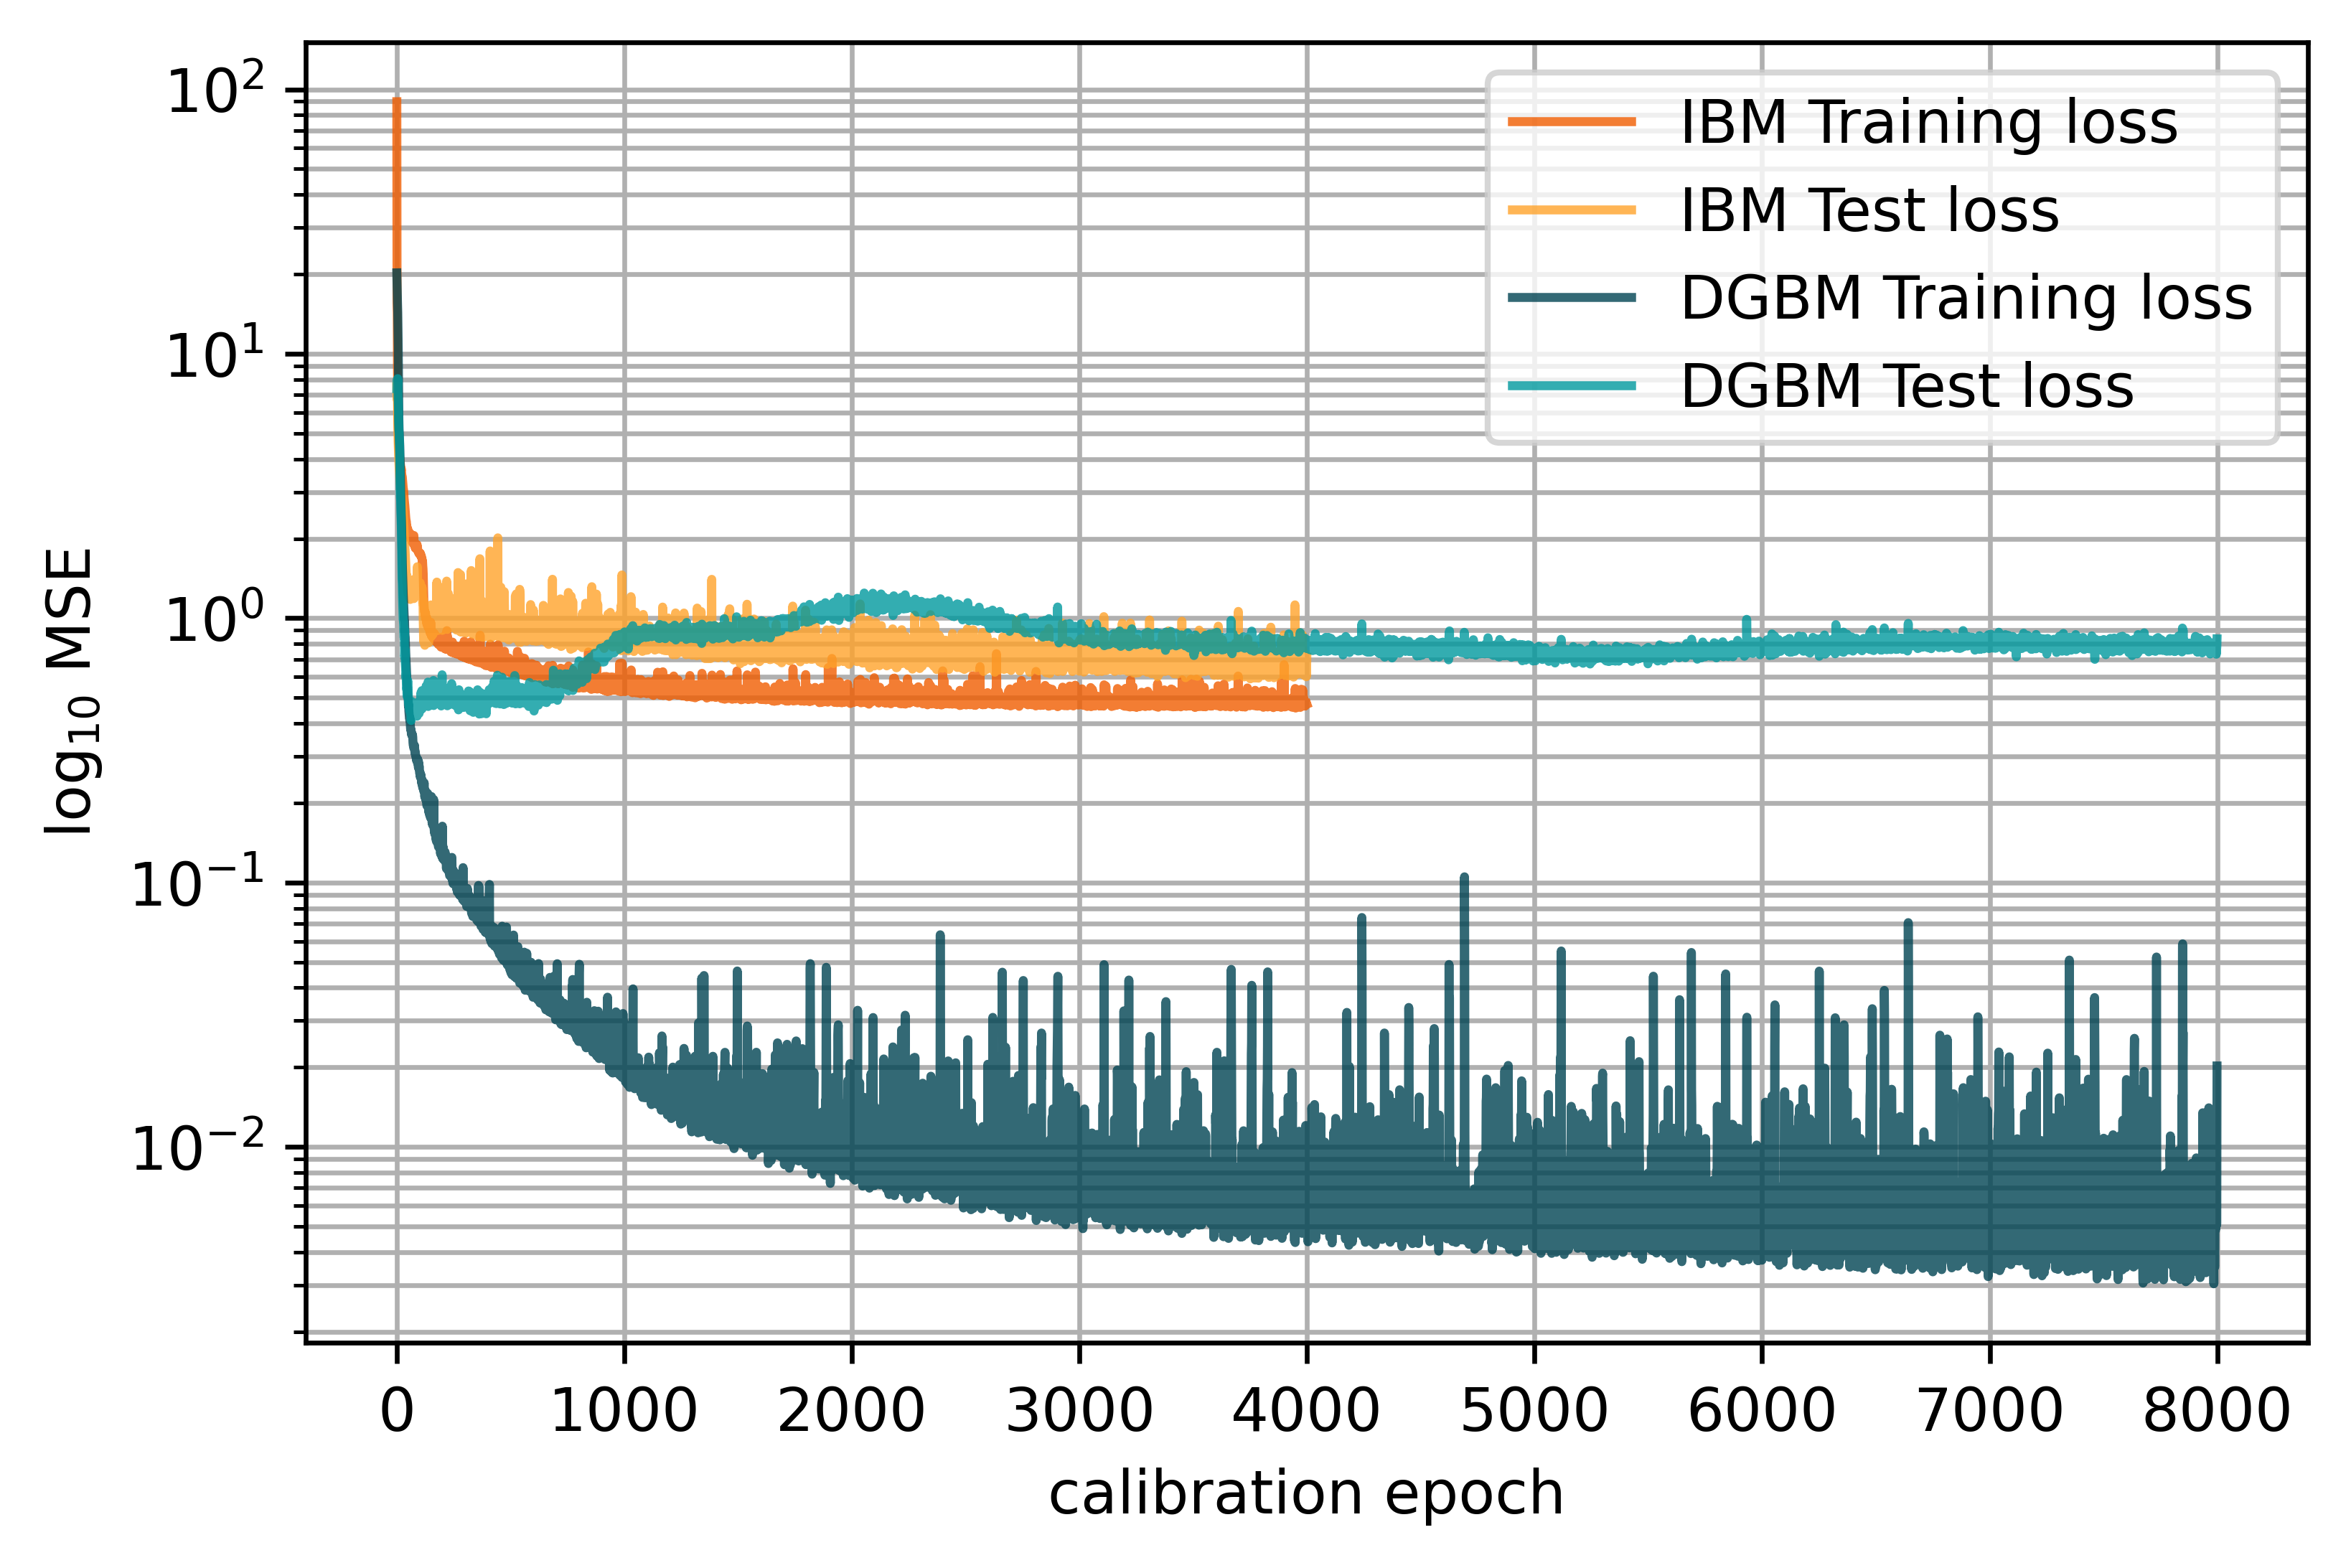 10²
10¹
10⁰
10⁻¹
10⁻²
log₁₀ MSE
IBM Training loss
IBM Test loss
DGBM Training loss
DGBM Test loss
0 1000 2000 3000 4000 5000 6000 7000 8000
calibration epoch